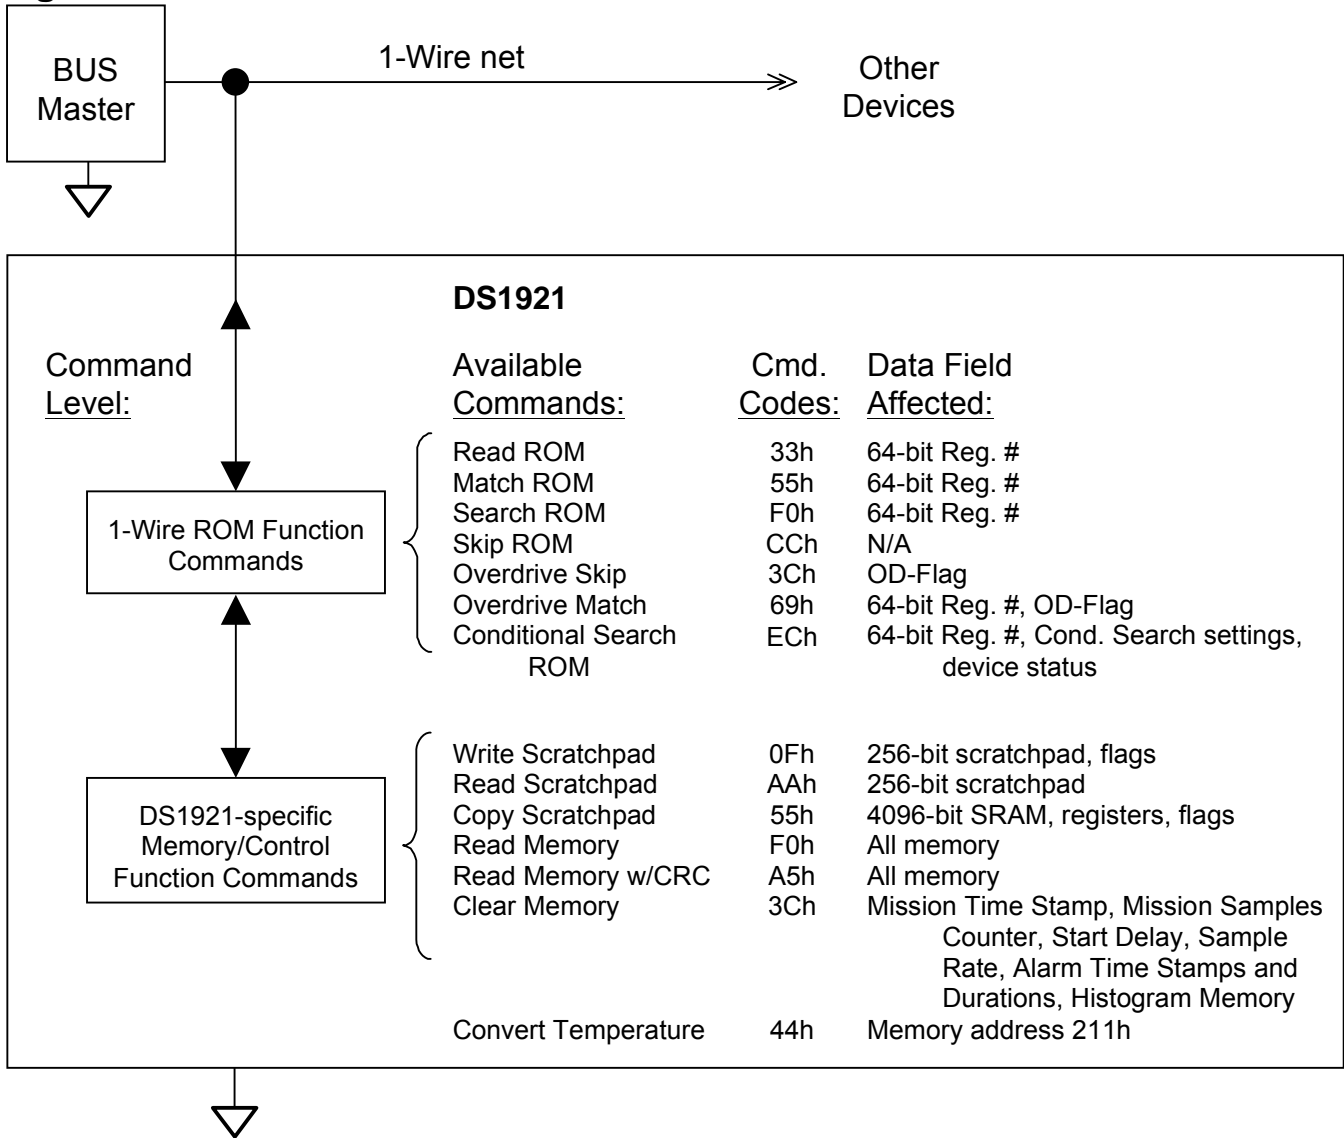 BUS
Master
1-Wire net
Other
Devices
DS1921
Command
Level:
Available
Commands:
Cmd.
Codes:
Data Field
Affected:
1-Wire ROM Function
Commands
Read ROM 33h 64-bit Reg. #
Match ROM 55h 64-bit Reg. #
Search ROM F0h 64-bit Reg. #
Skip ROM CCh N/A
Overdrive Skip 3Ch OD-Flag
Overdrive Match 69h 64-bit Reg. #, OD-Flag
Conditional Search ECh 64-bit Reg. #, Cond. Search settings,
ROM device status
DS1921-specific
Memory/Control
Function Commands
Write Scratchpad 0Fh 256-bit scratchpad, flags
Read Scratchpad AAh 256-bit scratchpad
Copy Scratchpad 55h 4096-bit SRAM, registers, flags
Read Memory F0h All memory
Read Memory w/CRC A5h All memory
Clear Memory 3Ch Mission Time Stamp, Mission Samples
Counter, Start Delay, Sample
Rate, Alarm Time Stamps and
Durations, Histogram Memory
Convert Temperature 44h Memory address 211h